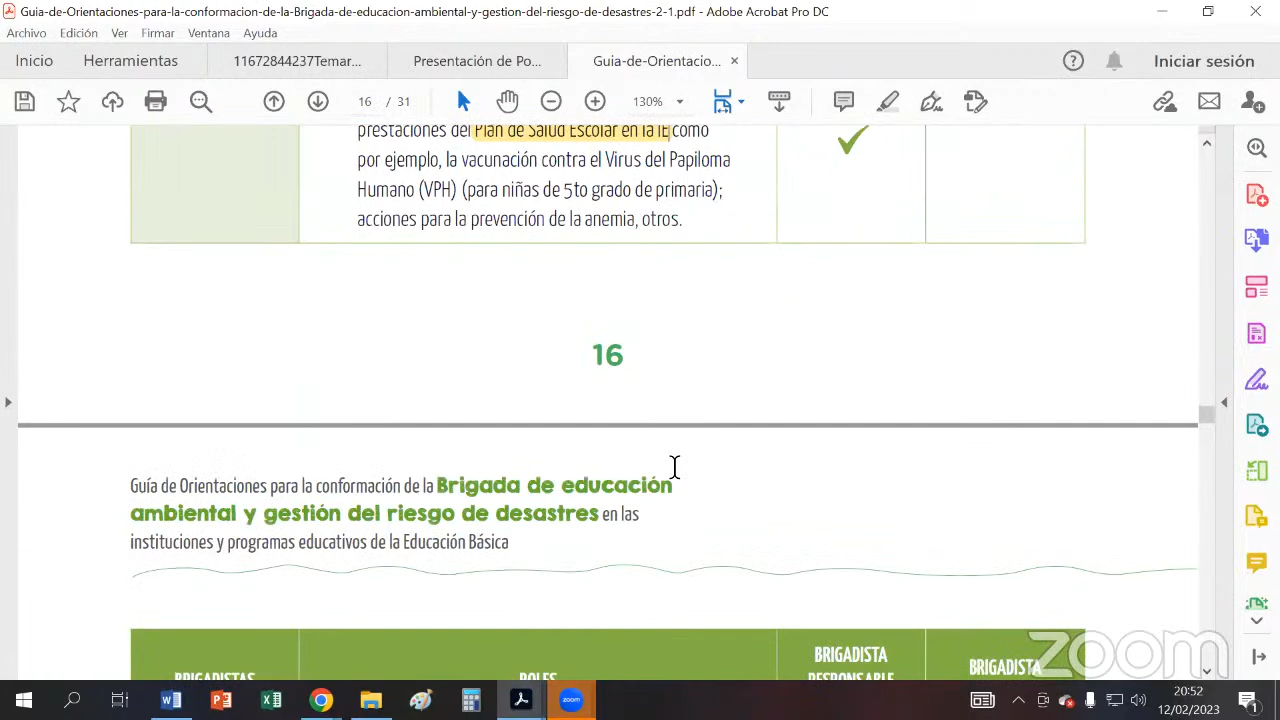 Guia-de-Orientaciones-para-la-conformacion-de-la-Brigada-de-educacion-ambiental-y-gestion-del-riesgo-de-desastres-2-1.pdf - Adobe Acrobat Pro DC
Archivo Edición Ver Firmar Ventana Ayuda
Inicio Herramientas 11672844237Temar... Presentación de Po... Guia-de-Orientacio... ×
Iniciar sesión
16 / 31 130%
prestaciones del Plan de Salud Escolar en la IE como
por ejemplo, la vacunación contra el Virus del Papiloma
Humano (VPH) (para niñas de 5to grado de primaria);
acciones para la prevención de la anemia, otros.
16
Guía de Orientaciones para la conformación de la Brigada de educación
ambiental y gestión del riesgo de desastres en las
instituciones y programas educativos de la Educación Básica
BRIGADISTAS ROLES BRIGADISTA
RESPONSABLE
BRIGADISTA
zoom
20:52
12/02/2023
1